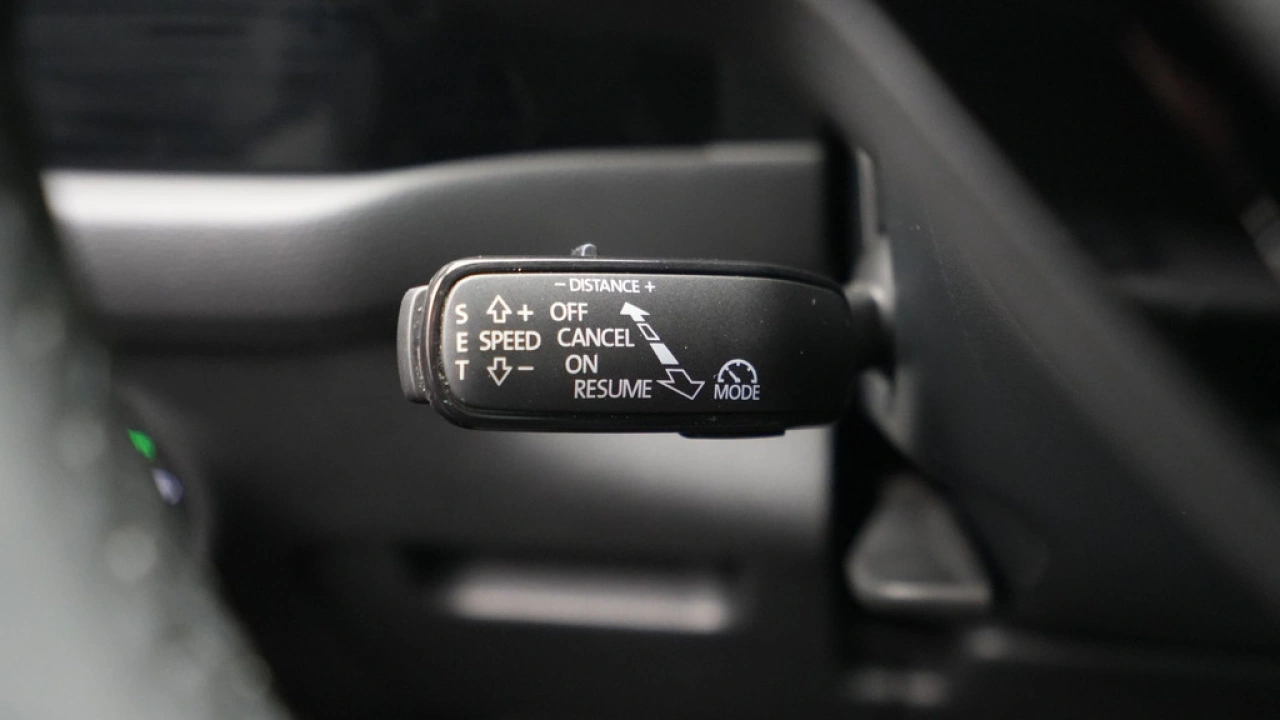 − DISTANCE +
S + OFF
E SPEED CANCEL
T − ON
RESUME MODE